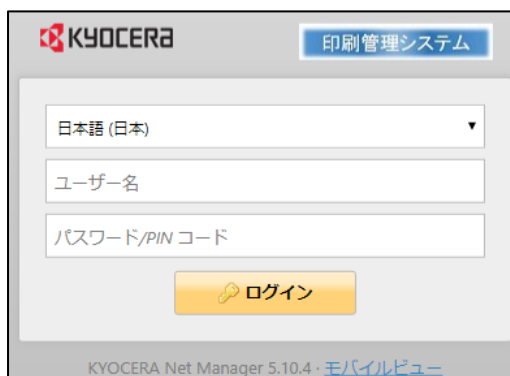 KYOCERA
印刷管理システム
日本語 (日本)
ユーザー名
パスワード/PIN コード
ログイン
KYOCERA Net Manager 5.10.4 · モバイルビュー